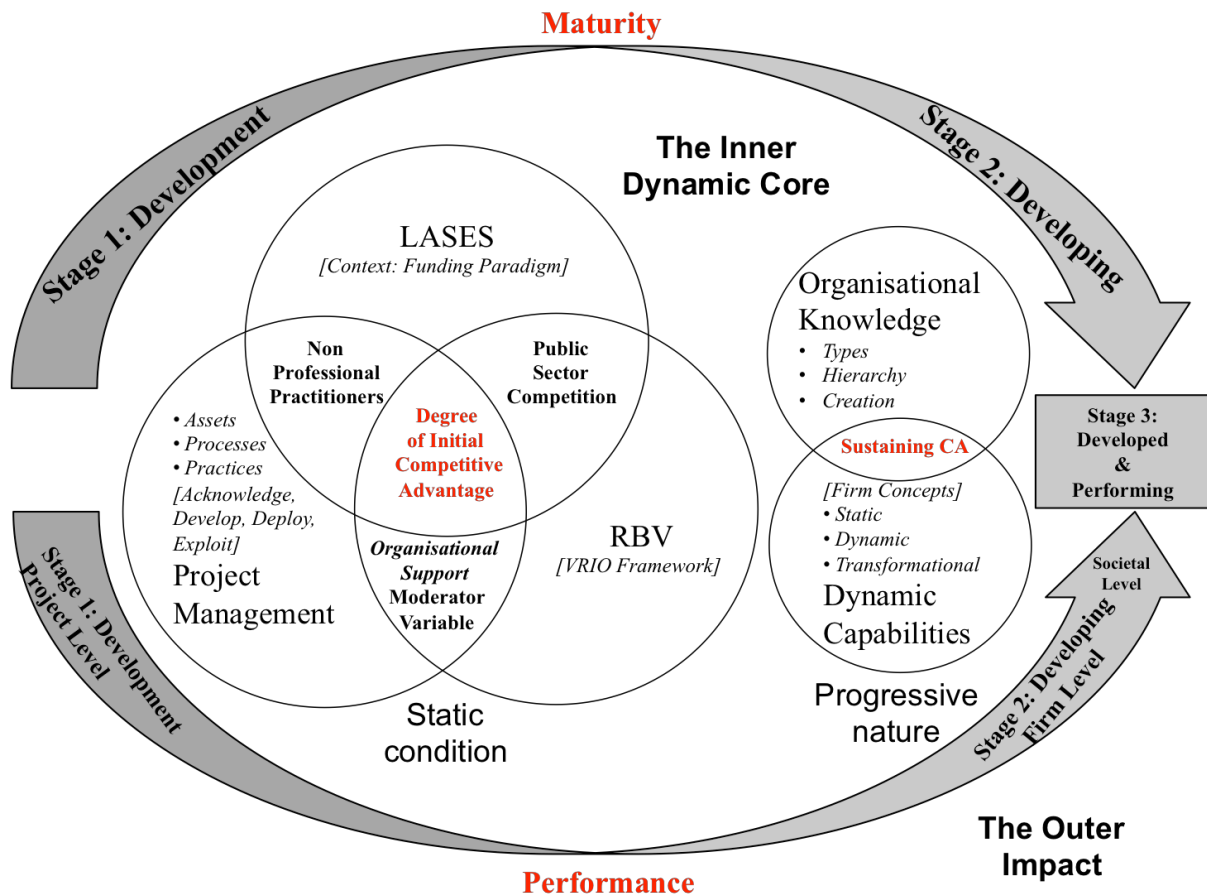 Maturity
Stage 1: Development
Stage 2: Developing
The Inner
Dynamic Core
LASES
[Context: Funding Paradigm]
Non
Professional
Practitioners
Public
Sector
Competition
Degree
of Initial
Competitive
Advantage
• Assets
• Processes
• Practices
[Acknowledge,
Develop, Deploy,
Exploit]
Project
Management
Organisational
Support
Moderator
Variable
RBV
[VRIO Framework]
Static
condition
Organisational
Knowledge
• Types
• Hierarchy
• Creation
Sustaining CA
[Firm Concepts]
• Static
• Dynamic
• Transformational
Dynamic
Capabilities
Progressive
nature
Stage 3:
Developed
&
Performing
Societal
Level
Stage 1: Development
Project Level
Stage 2: Developing
Firm Level
The Outer
Impact
Performance